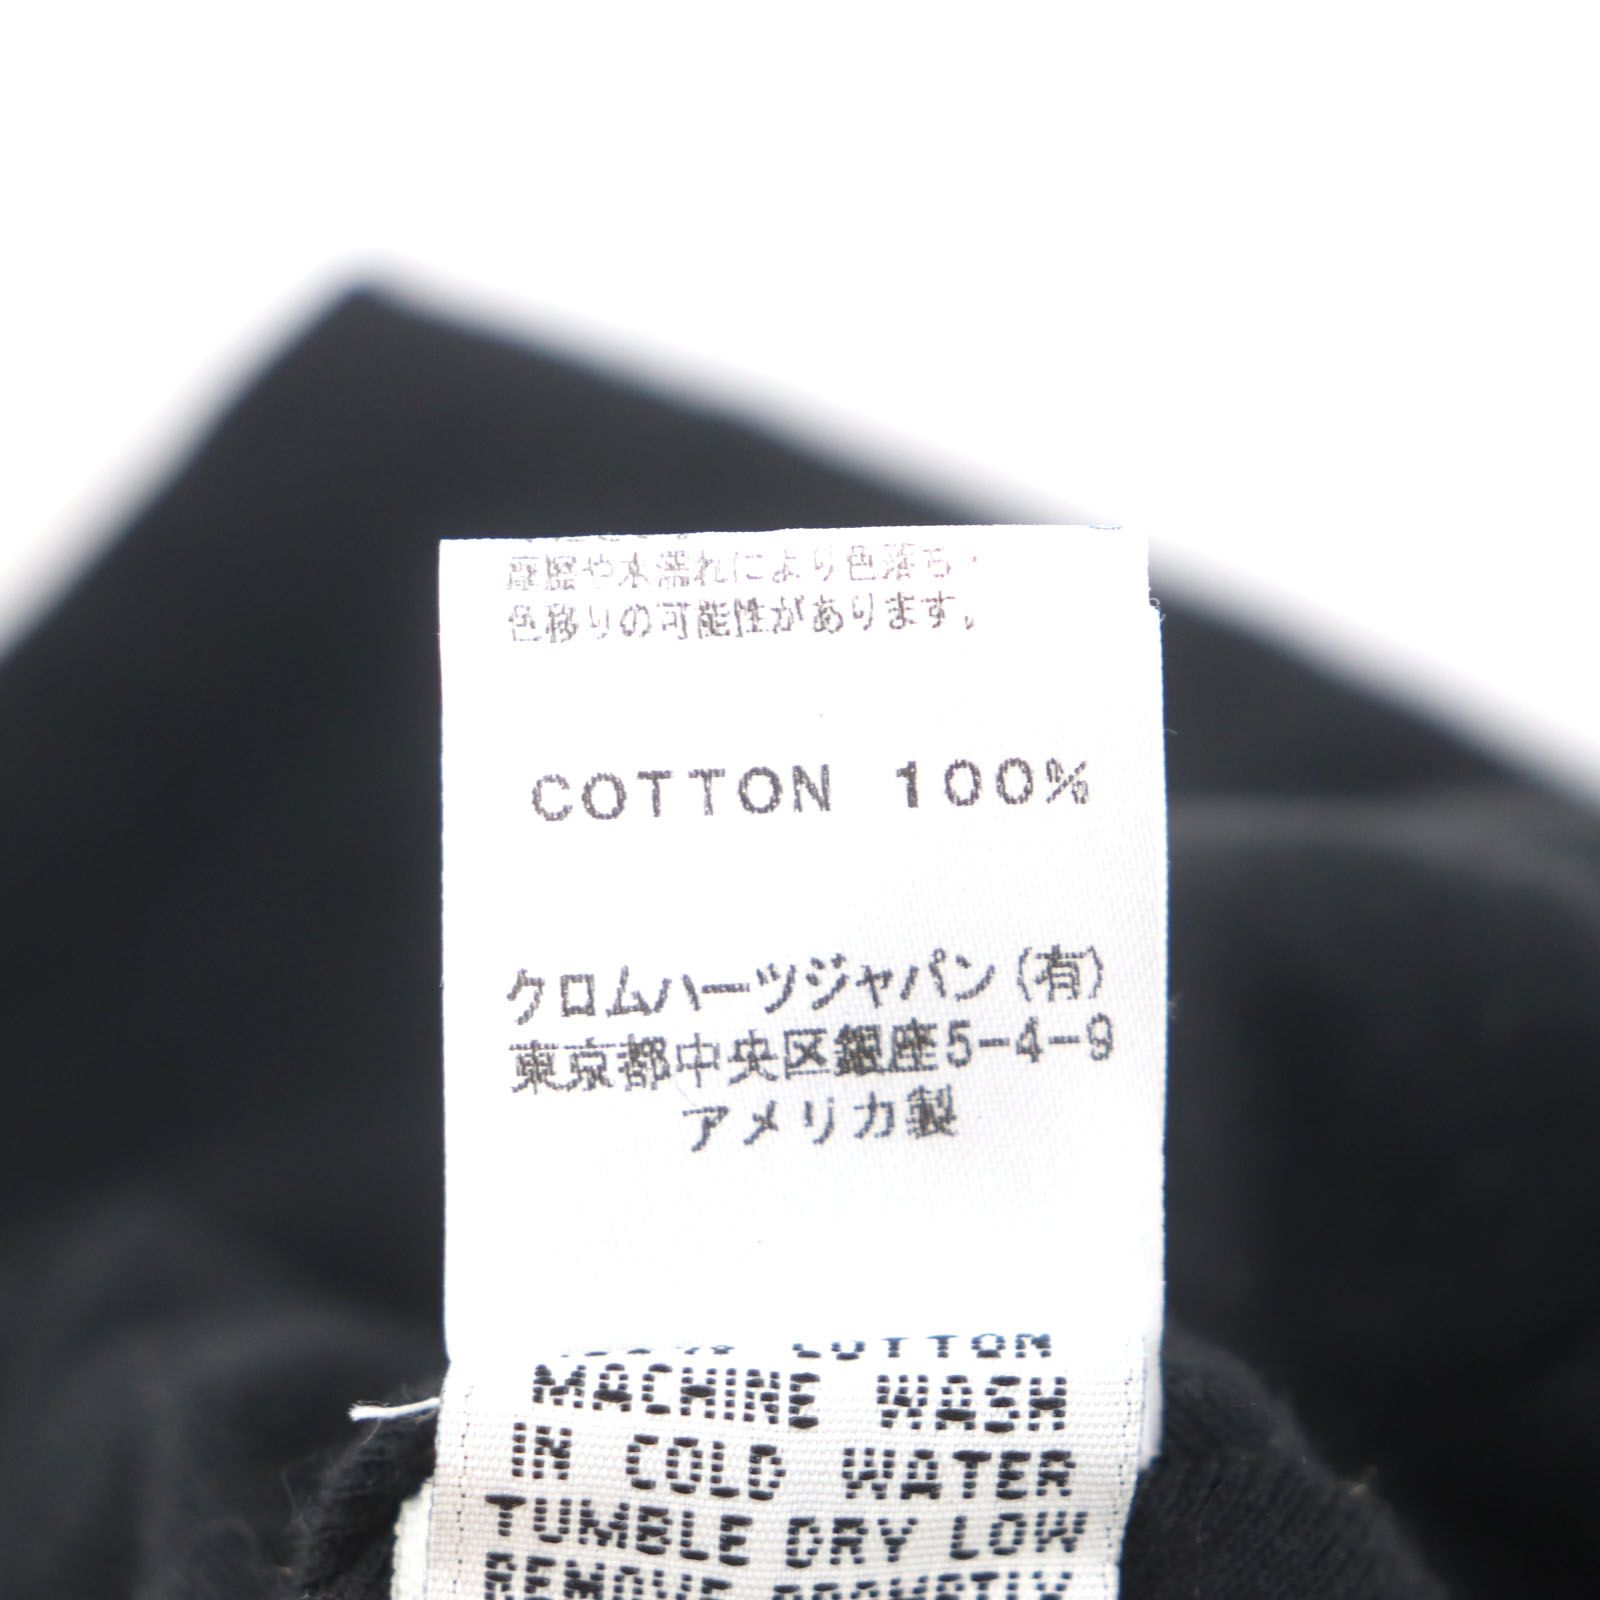 摩擦や水濡れにより色落ち・
色移りの可能性があります。
COTTON 100%
クロムハーツジャパン(有)
東京都中央区銀座5-4-9
アメリカ製
COTTON
MACHINE WASH
IN COLD WATER
TUMBLE DRY LOW
REMOVE PROMPTLY